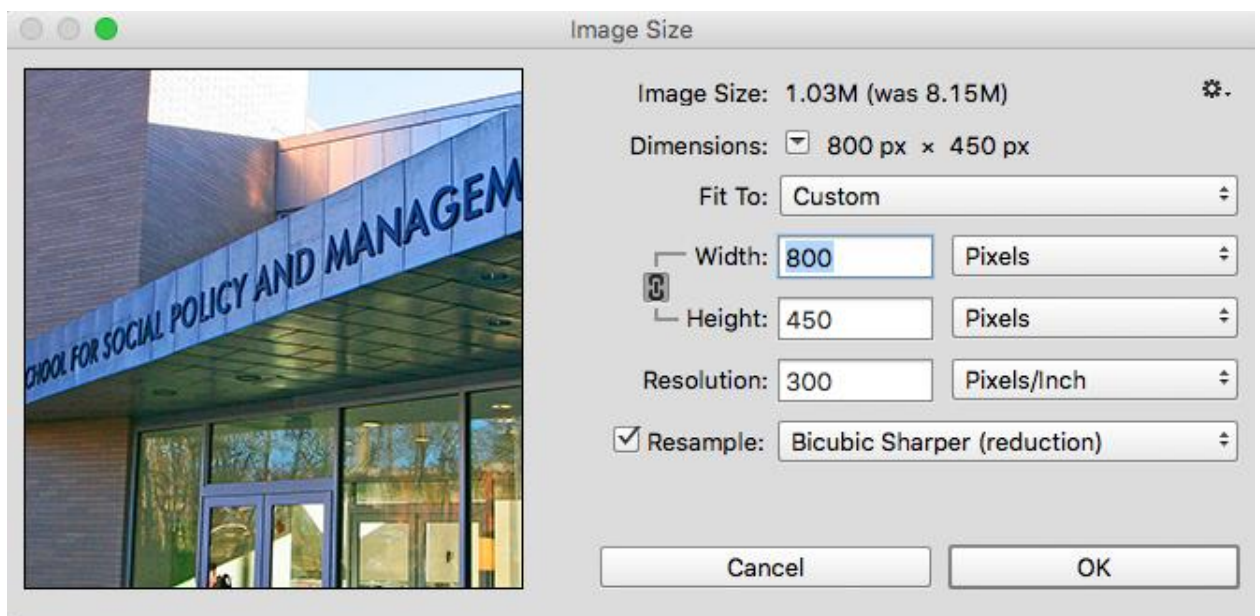 Image Size
Image Size: 1.03M (was 8.15M)
Dimensions: 800 px × 450 px
Fit To: Custom
Width: 800 Pixels
Height: 450 Pixels
Resolution: 300 Pixels/Inch
Resample: Bicubic Sharper (reduction)
Cancel OK
CHOOL FOR SOCIAL POLICY AND MANAGEM